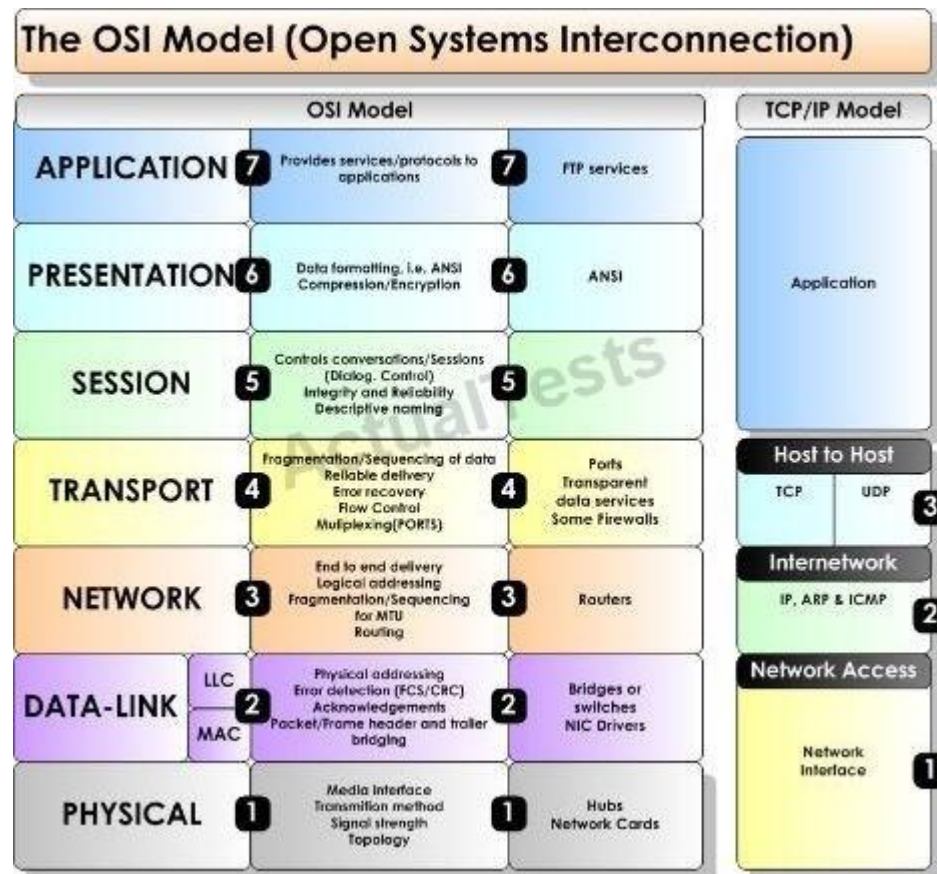 The OSI Model (Open Systems Interconnection)
OSI Model
TCP/IP Model
APPLICATION 7 Provides services/protocols to
applications
7 FTP services
PRESENTATION 6 Data formatting, i.e. ANSI
Compression/Encryption
6 ANSI
Application
SESSION 5 Controls conversations/Sessions
(Dialog. Control)
Integrity and Reliability
Descriptive naming
5
ActualTests
TRANSPORT 4 Fragmentation/Sequencing of data
Reliable delivery
Error recovery
Flow Control
Muliplexing(PORTS)
4 Ports
Transparent
data services
Some Firewalls
Host to Host
TCP UDP 3
NETWORK 3 End to end delivery
Logical addressing
Fragmentation/Sequencing
for MTU
Routing
3 Routers
Internetwork
IP, ARP & ICMP 2
DATA-LINK LLC
MAC
2 Physical addressing
Error detection (FCS/CRC)
Acknowledgements
Packet/Frame header and trailer
bridging
2 Bridges or
switches
NIC Drivers
Network Access
Network
Interface
1
PHYSICAL 1 Media Interface
Transmition method
Signal strength
Topology
1 Hubs
Network Cards